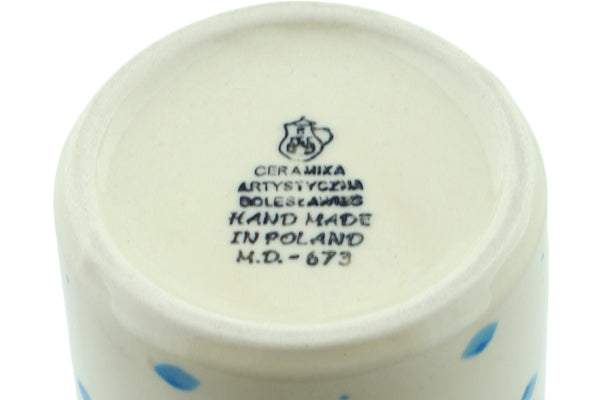 CERAMIKA
ARTYSTYCZNA
BOLESŁAWIEC
HAND MADE
IN POLAND
M.D. - 673